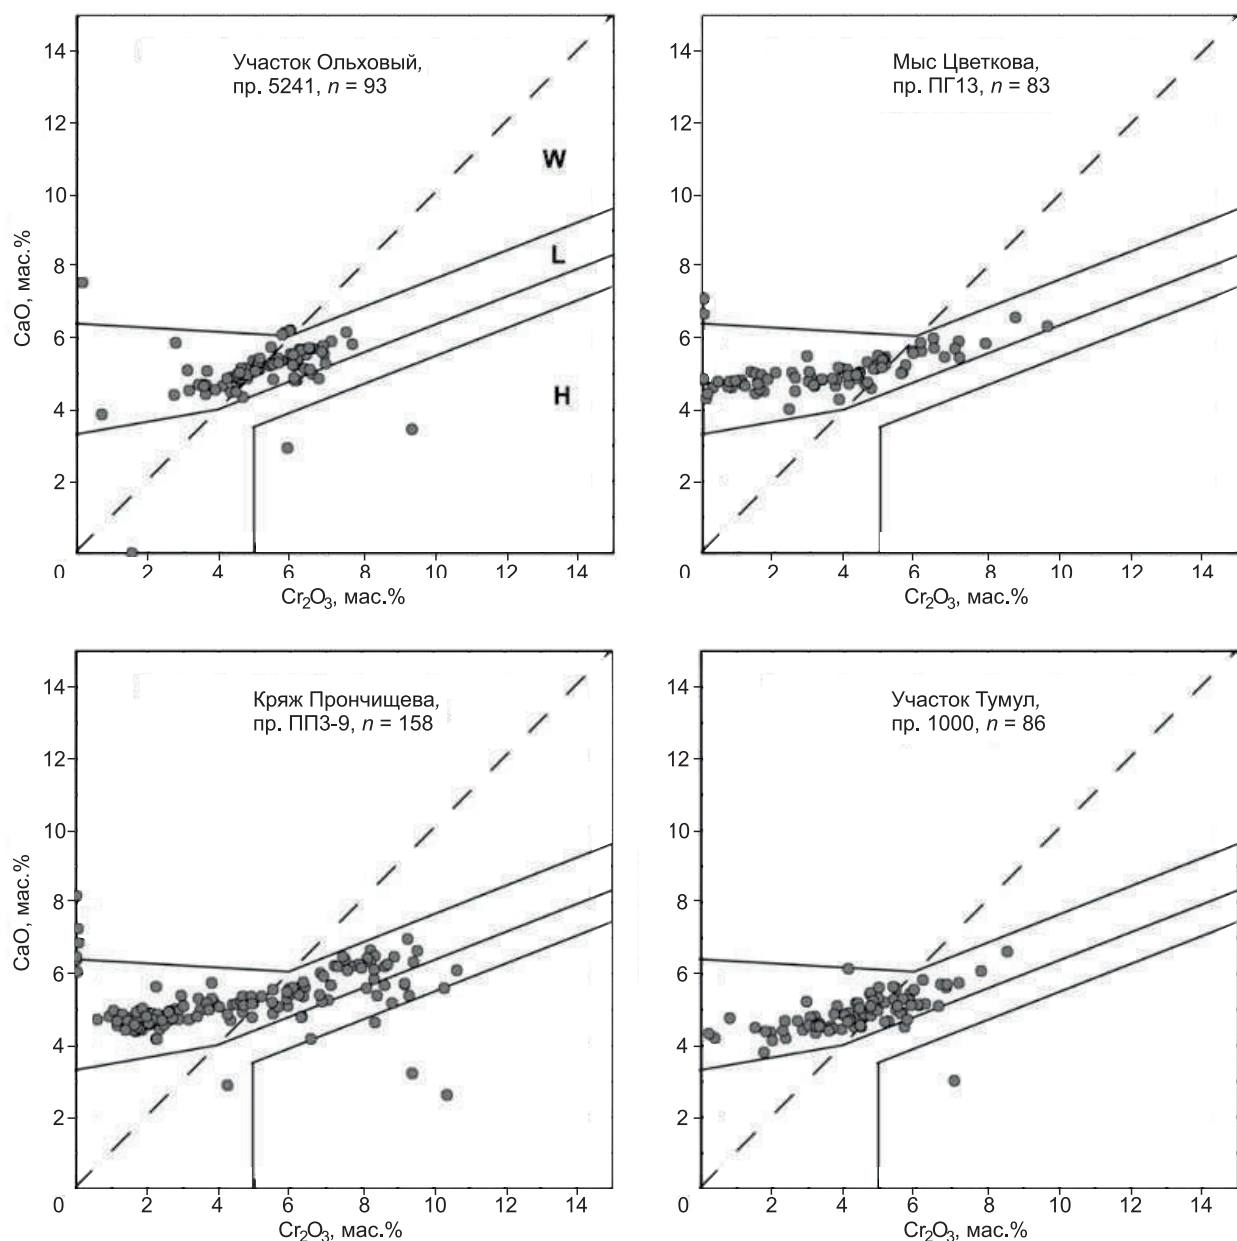 Участок Ольховый,
пр. 5241, n = 93
W
L
H
CaO, мас.%
14
12
10
8
6
4
2
0 2 4 6 8 10 12 14
Cr₂O₃, мас.%
Мыс Цветкова,
пр. ПГ13, n = 83
14
12
10
8
6
4
2
0 2 4 6 8 10 12 14
Cr₂O₃, мас.%
Кряж Прончищева,
пр. ПП3-9, n = 158
CaO, мас.%
14
12
10
8
6
4
2
0 2 4 6 8 10 12 14
Cr₂O₃, мас.%
Участок Тумул,
пр. 1000, n = 86
14
12
10
8
6
4
2
0 2 4 6 8 10 12 14
Cr₂O₃, мас.%